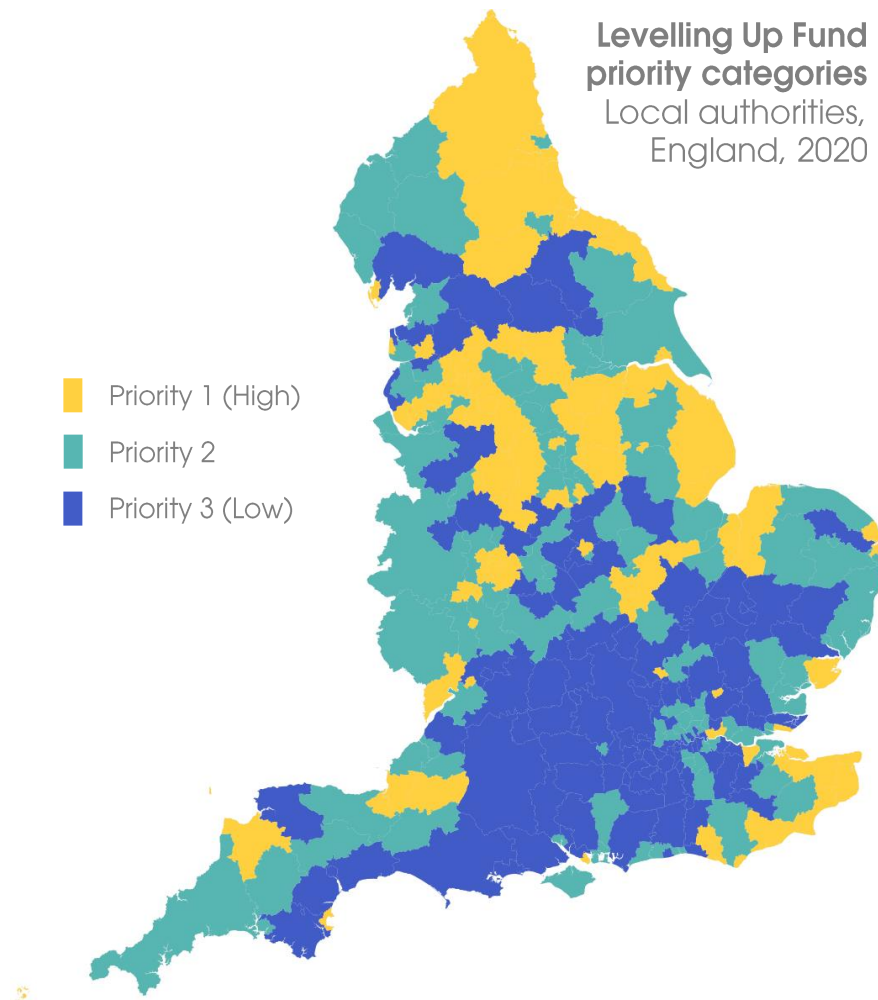 Levelling Up Fund
priority categories
Local authorities,
England, 2020
Priority 1 (High)
Priority 2
Priority 3 (Low)